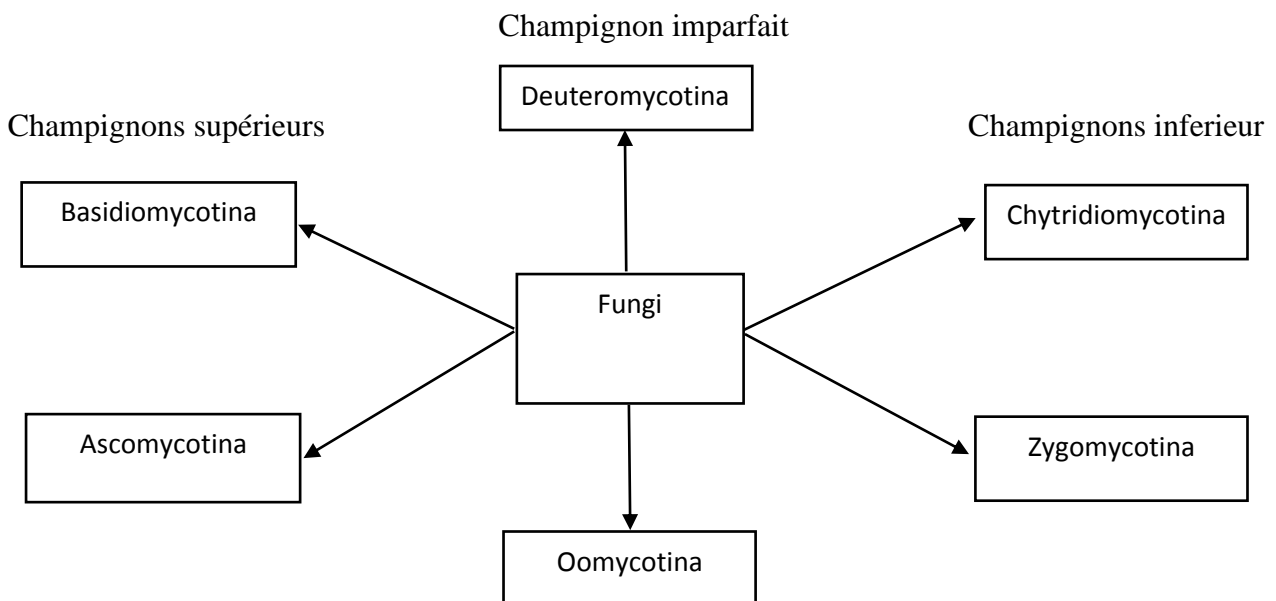 Champignon imparfait
Deuteromycotina
Champignons supérieurs
Champignons inferieur
Basidiomycotina
Chytridiomycotina
Fungi
Ascomycotina
Zygomycotina
Oomycotina